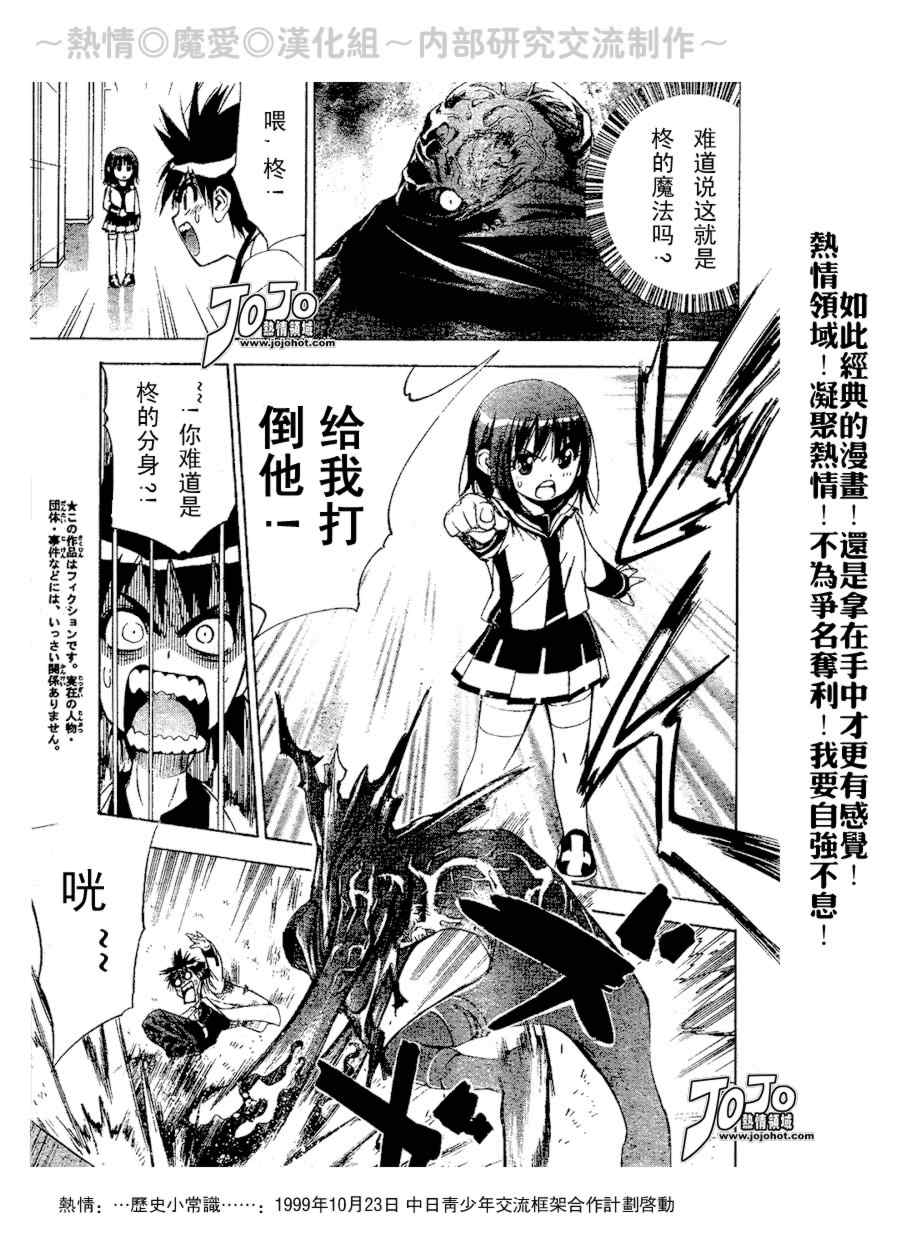 ～熱情◎魔愛◎漢化組～内部研究交流制作～
难道说这就是
柊的魔法吗？
喂，柊！
JOJO
熱情領域
www.jojohot.com
给我打
倒他！
~~！你难道是
柊的分身？！
★この作品はフィクションです。実在の人物・
団体・事件などには、いっさい関係ありません。
咣
~~
如此經典的漫畫！還是拿在手中才更有感覺！
熱情領域！凝聚熱情！不為爭名奪利！我要自強不息！
JOJO
熱情領域
www.jojohot.com
熱情：…歷史小常識……：1999年10月23日 中日青少年交流框架合作計劃啓動